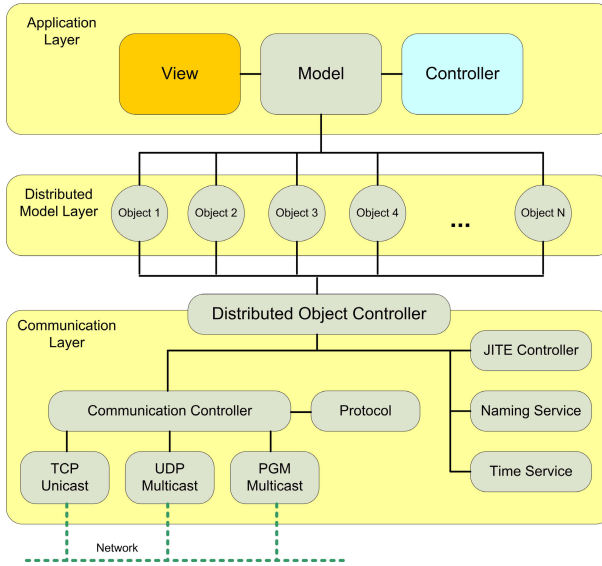 Application
Layer
View
Model
Controller
Distributed
Model Layer
Object 1
Object 2
Object 3
Object 4
...
Object N
Distributed Object Controller
Communication
Layer
JITE Controller
Communication Controller
Protocol
Naming Service
TCP
Unicast
UDP
Multicast
PGM
Multicast
Time Service
Network